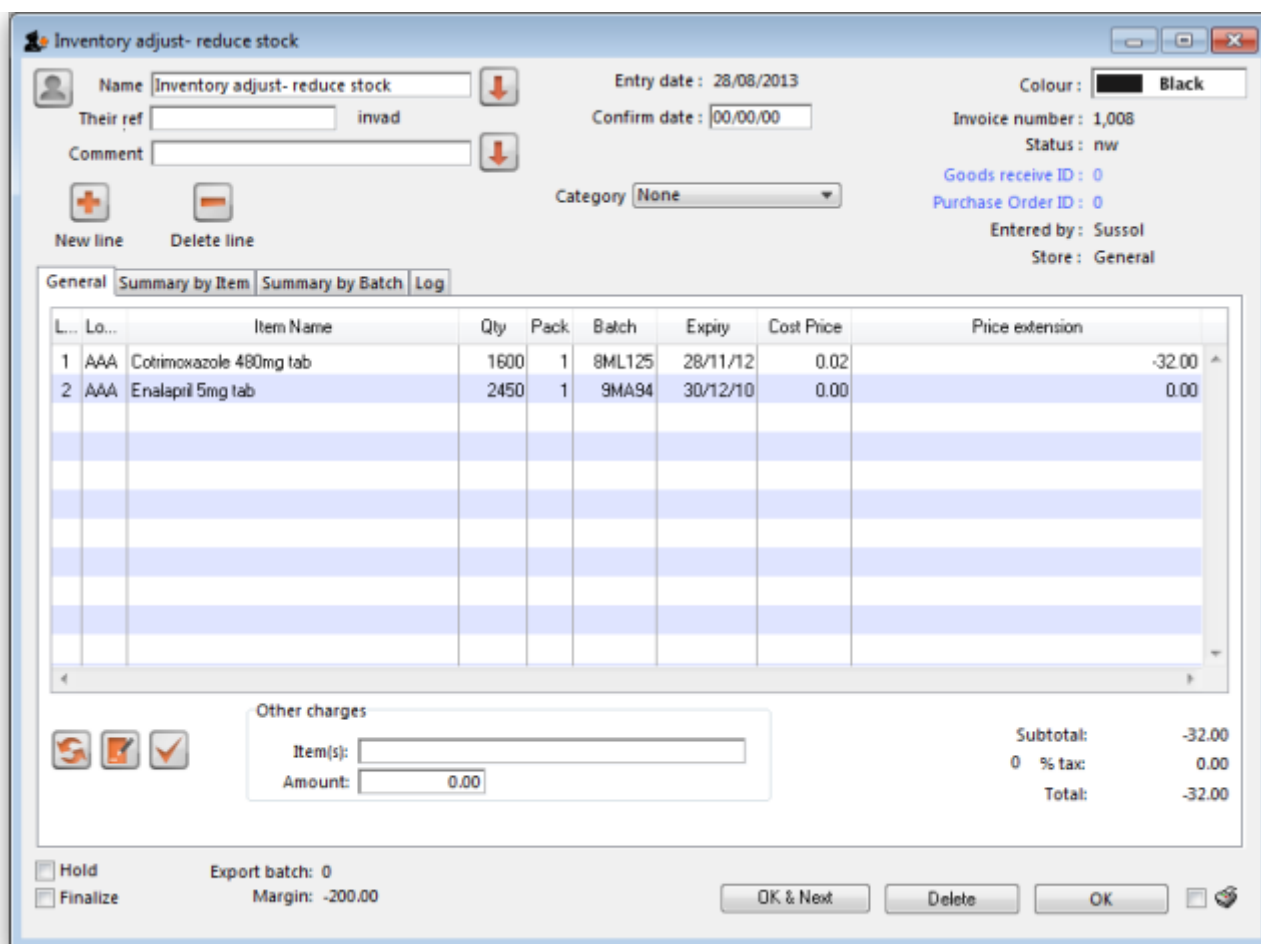 Inventory adjust- reduce stock
Name Inventory adjust- reduce stock Entry date : 28/08/2013 Colour : Black
Their ref invad Confirm date : 00/00/00 Invoice number : 1,008
Status : nw
Comment
Goods receive ID : 0
Category None Purchase Order ID : 0
Entered by : Sussol
New line Delete line
Store : General
General Summary by Item Summary by Batch Log
L... Lo... Item Name Qty Pack Batch Expiry Cost Price Price extension
1 AAA Cotrimoxazole 480mg tab 1600 1 8ML125 28/11/12 0.02 -32.00
2 AAA Enalapril 5mg tab 2450 1 9MA94 30/12/10 0.00 0.00
Other charges
Item(s): Subtotal: -32.00
0 % tax: 0.00
Amount: 0.00
Total: -32.00
Hold Export batch: 0
Finalize Margin: -200.00 OK & Next Delete OK